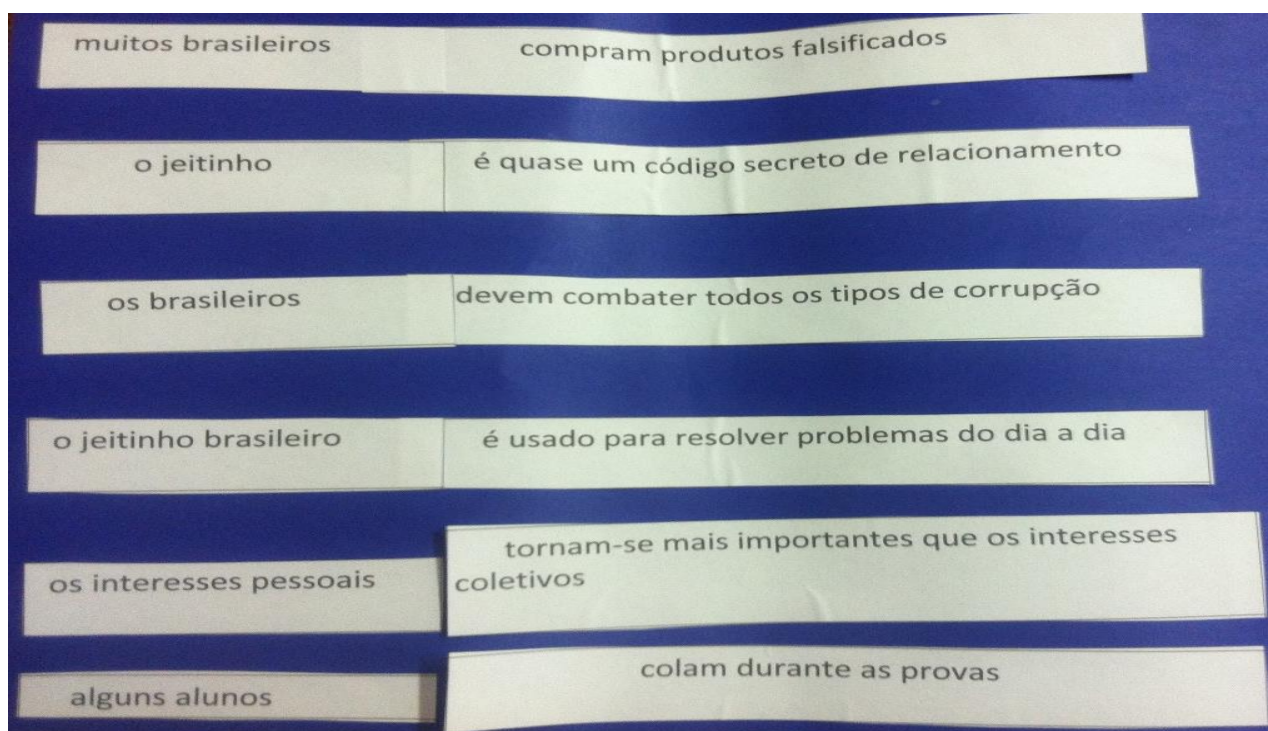 muitos brasileiros compram produtos falsificados
o jeitinho é quase um código secreto de relacionamento
os brasileiros devem combater todos os tipos de corrupção
o jeitinho brasileiro é usado para resolver problemas do dia a dia
os interesses pessoais tornam-se mais importantes que os interesses
coletivos
alguns alunos colam durante as provas